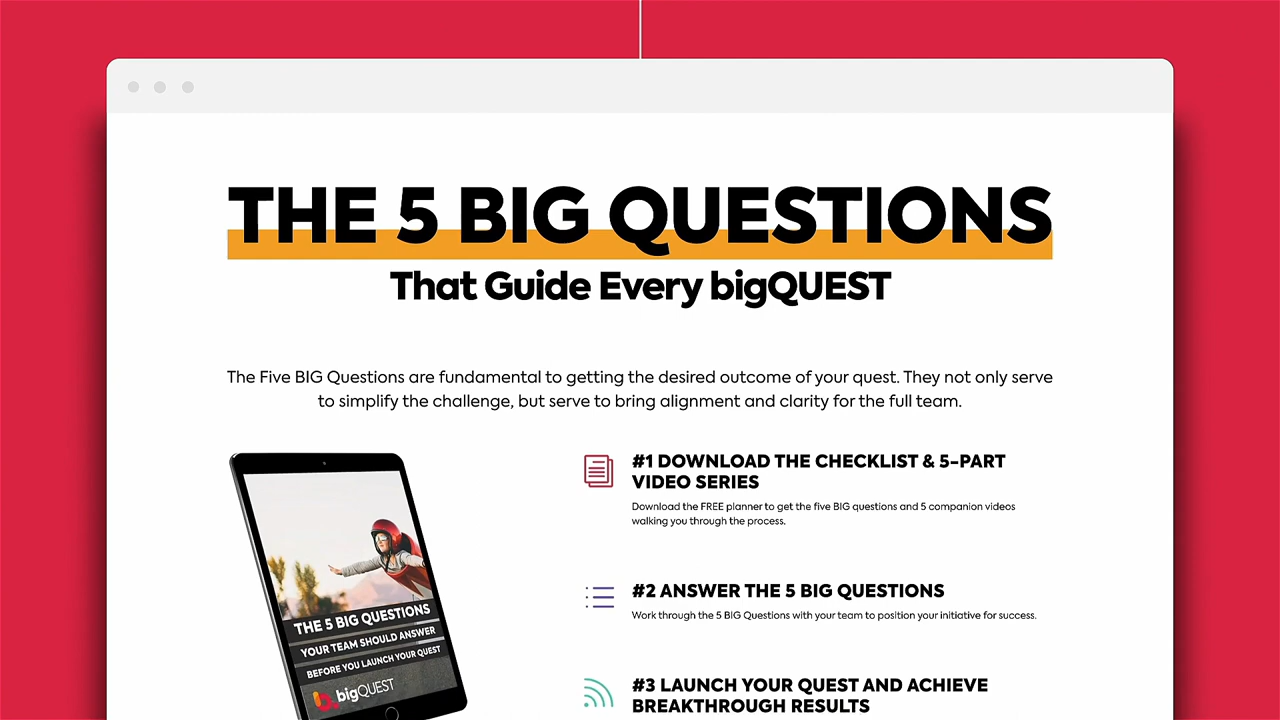 THE 5 BIG QUESTIONS
That Guide Every bigQUEST
The Five BIG Questions are fundamental to getting the desired outcome of your quest. They not only serve
to simplify the challenge, but serve to bring alignment and clarity for the full team.
#1 DOWNLOAD THE CHECKLIST & 5-PART
VIDEO SERIES
Download the FREE planner to get the five BIG questions and 5 companion videos
walking you through the process.
#2 ANSWER THE 5 BIG QUESTIONS
Work through the 5 BIG Questions with your team to position your initiative for success.
#3 LAUNCH YOUR QUEST AND ACHIEVE
BREAKTHROUGH RESULTS
THE 5 BIG QUESTIONS
YOUR TEAM SHOULD ANSWER
BEFORE YOU LAUNCH YOUR QUEST
bigQUEST